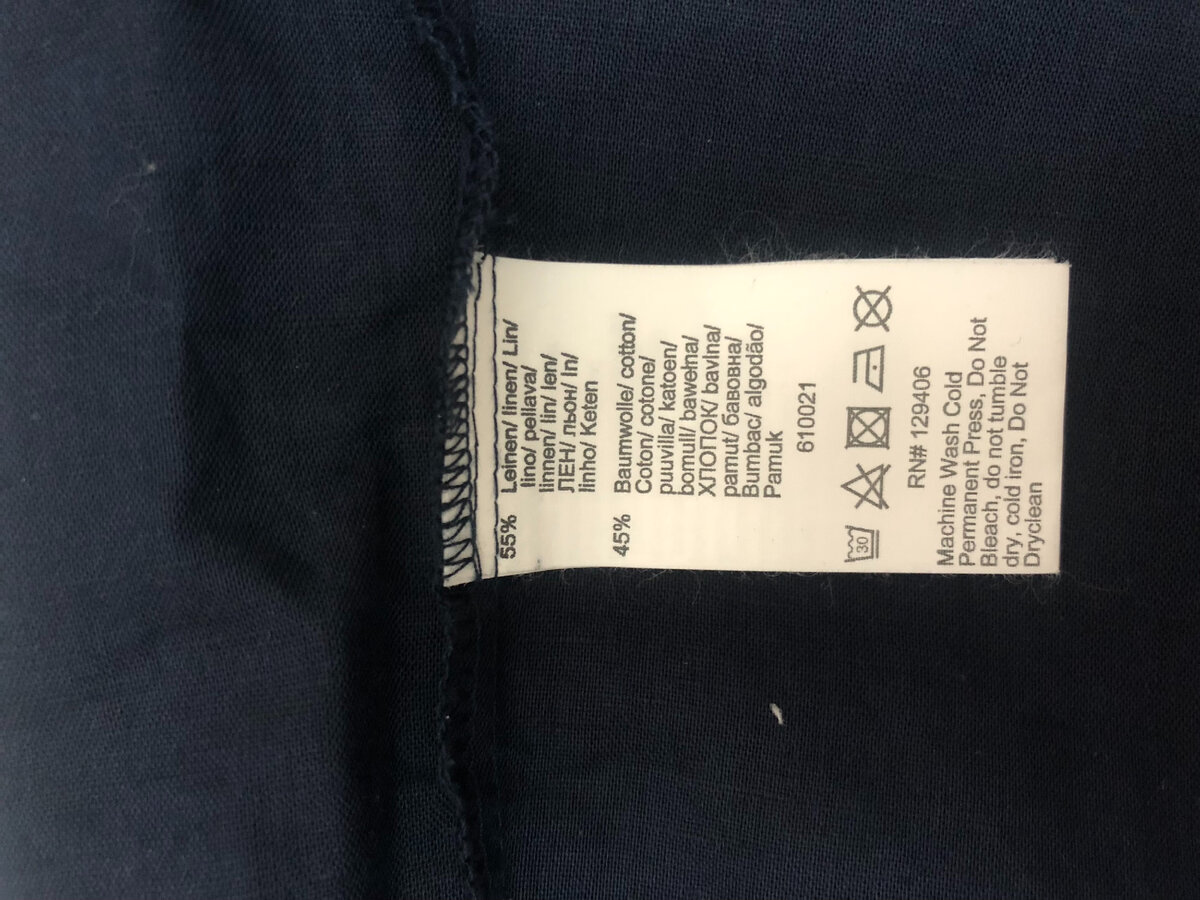 55% Leinen/ linen/ Lin/
lino/ pellava/
linnen/ lin/ len/
ЛЕН/ льон/ In/
linho/ Keten
45% Baumwolle/ cotton/
Coton/ cotone/
puuvilla/ katoen/
bomull/ bawełna/
ХЛОПОК/ bavlna/
pamut/ бавовна/
Bumbac/ algodão/
Pamuk
610021
30
RN# 129406
Machine Wash Cold
Permanent Press, Do Not
Bleach, do not tumble
dry, cold iron, Do Not
Dryclean